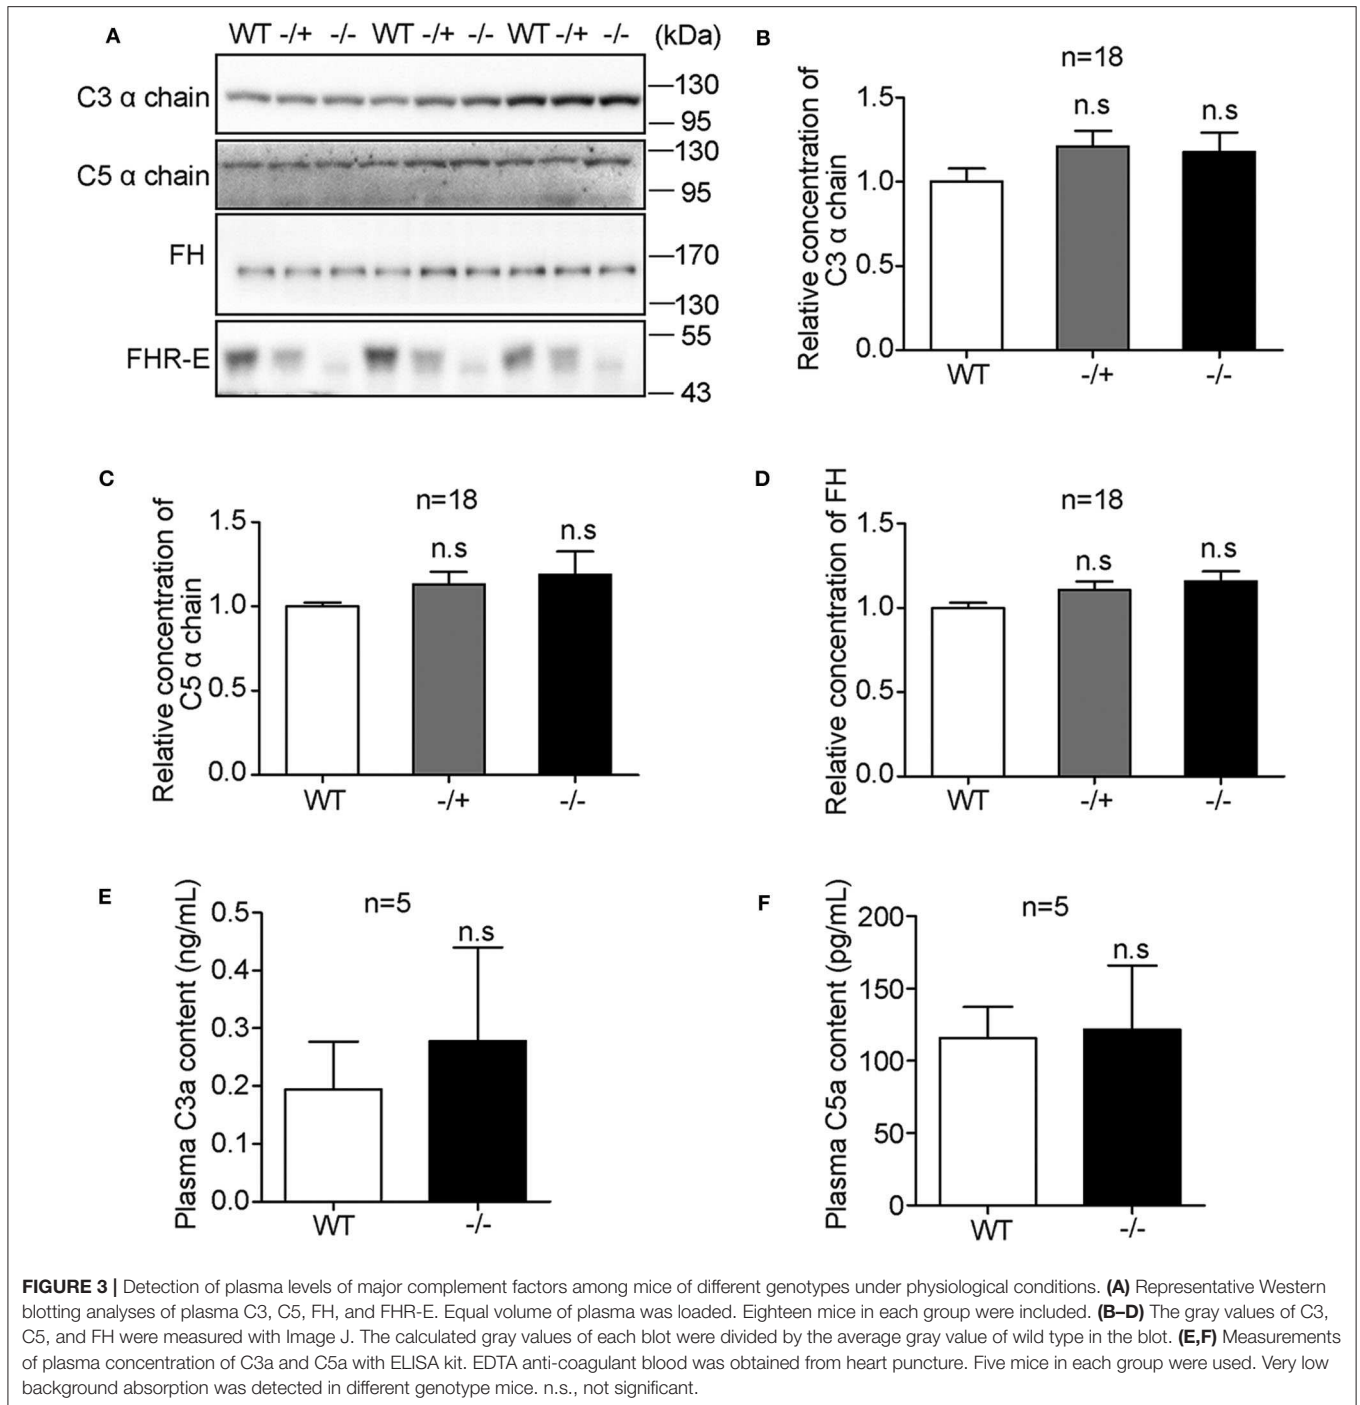 A
WT -/+ -/- WT -/+ -/- WT -/+ -/- (kDa)
C3 α chain
130
95
C5 α chain
130
95
FH
170
130
FHR-E
55
43
B
n=18
Relative concentration of
C3 α chain
1.5
1.0
0.5
0.0
n.s
n.s
WT -/+ -/-
C
n=18
Relative concentration of
C5 α chain
1.5
1.0
0.5
0.0
n.s
n.s
WT -/+ -/-
D
n=18
Relative concentration of FH
1.5
1.0
0.5
0.0
n.s
n.s
WT -/+ -/-
E
n=5
Plasma C3a content (ng/mL)
0.5
0.4
0.3
0.2
0.1
0.0
n.s
WT -/-
F
n=5
Plasma C5a content (pg/mL)
200
150
100
50
0
n.s
WT -/-
FIGURE 3 | Detection of plasma levels of major complement factors among mice of different genotypes under physiological conditions. (A) Representative Western
blotting analyses of plasma C3, C5, FH, and FHR-E. Equal volume of plasma was loaded. Eighteen mice in each group were included. (B–D) The gray values of C3,
C5, and FH were measured with Image J. The calculated gray values of each blot were divided by the average gray value of wild type in the blot. (E,F) Measurements
of plasma concentration of C3a and C5a with ELISA kit. EDTA anti-coagulant blood was obtained from heart puncture. Five mice in each group were used. Very low
background absorption was detected in different genotype mice. n.s., not significant.